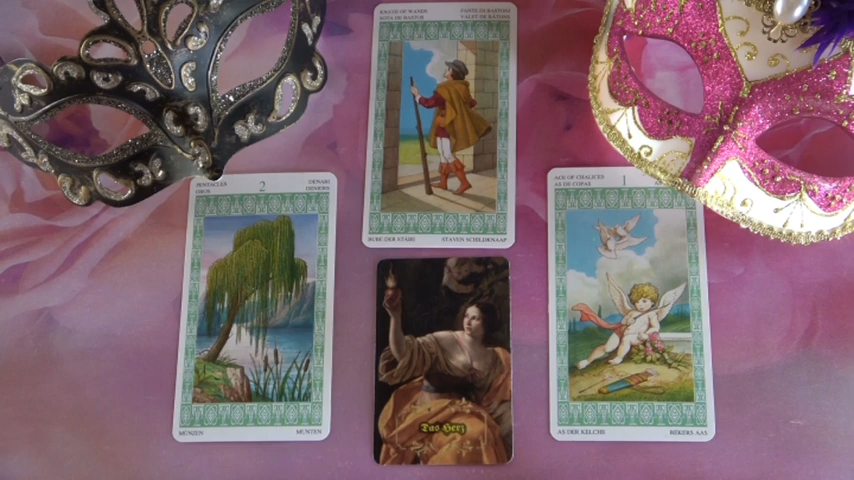 KNAVE OF WANDS
SOTA DE BASTOS
FANTE DI BASTONI
VALET DE BÂTONS
BUBE DER STÄBE
STAVEN SCHILDKNAAP
PENTACLES
OROS
2
DENARI
DENIERS
MÜNZEN
MUNTEN
Das Herz
ACE OF CHALICES
AS DE COPAS
1
AS DER KELCHE
BEKERS AAS